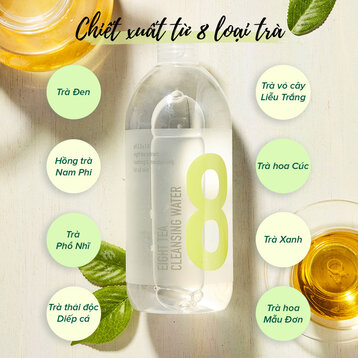 Chiết xuất từ 8 loại trà
Trà Đen
Trà vỏ cây
Liễu Trắng
Hồng trà
Nam Phi
Trà hoa Cúc
Trà
Phổ Nhĩ
Trà Xanh
Trà thải độc
Diếp cá
Trà hoa
Mẫu Đơn
EIGHT TEA
CLEANSING WATER
8